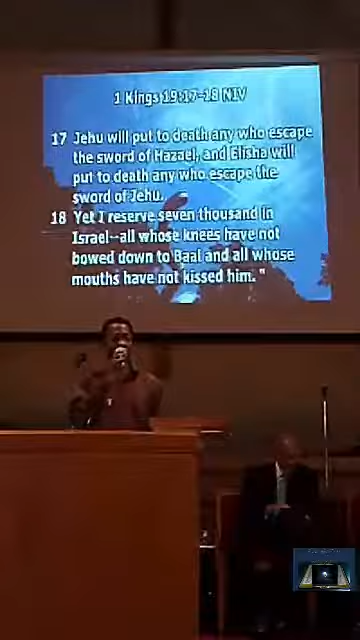 1 Kings 19:17-18 NIV
17 Jehu will put to death any who escape
the sword of Hazael, and Elisha will
put to death any who escape the
sword of Jehu.
18 Yet I reserve seven thousand in
Israel--all whose knees have not
bowed down to Baal and all whose
mouths have not kissed him."